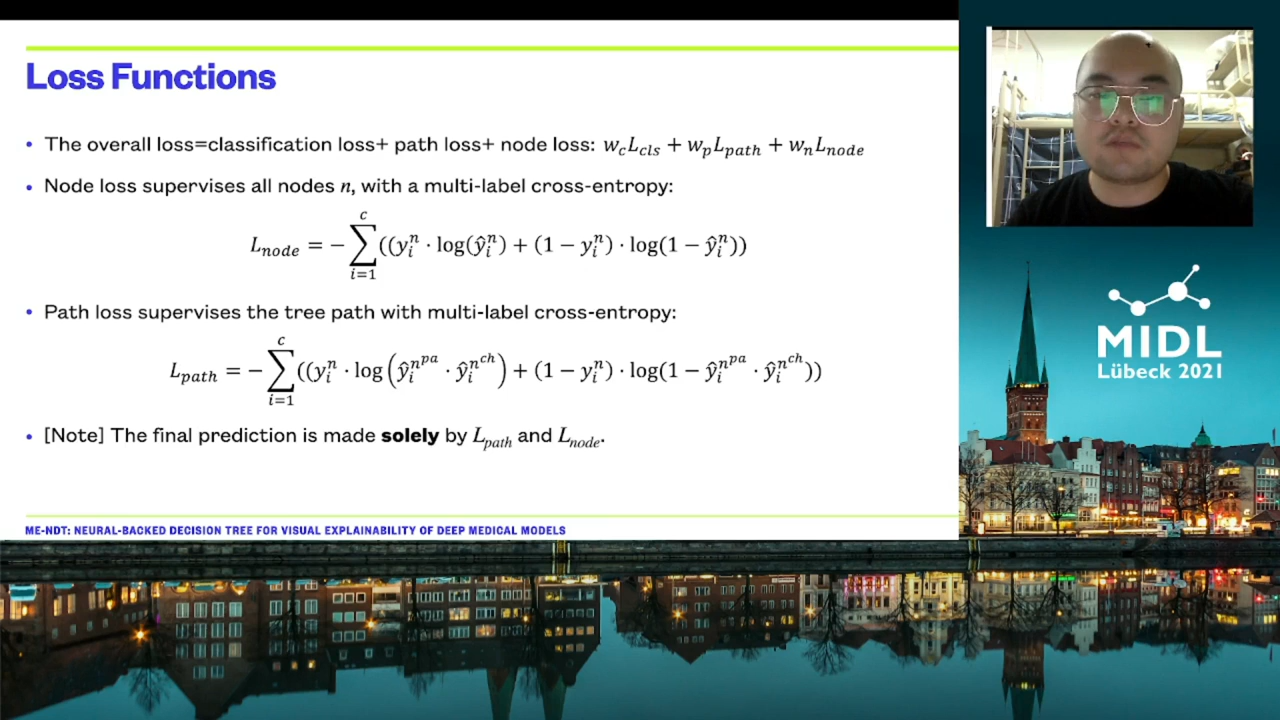 Loss Functions
• The overall loss=classification loss+ path loss+ node loss: w_c L_cls + w_p L_path + w_n L_node
• Node loss supervises all nodes n, with a multi-label cross-entropy:
L_node = − ∑_{i=1}^{c} ((y_i^n · log(ŷ_i^n) + (1 − y_i^n) · log(1 − ŷ_i^n))
• Path loss supervises the tree path with multi-label cross-entropy:
L_path = − ∑_{i=1}^{c} ((y_i^n · log(ŷ_i^{n^{pa}} · ŷ_i^{n^{ch}}) + (1 − y_i^n) · log(1 − ŷ_i^{n^{pa}} · ŷ_i^{n^{ch}}))
• [Note] The final prediction is made solely by L_path and L_node.
ME-NDT: NEURAL-BACKED DECISION TREE FOR VISUAL EXPLAINABILITY OF DEEP MEDICAL MODELS
MIDL
Lübeck 2021